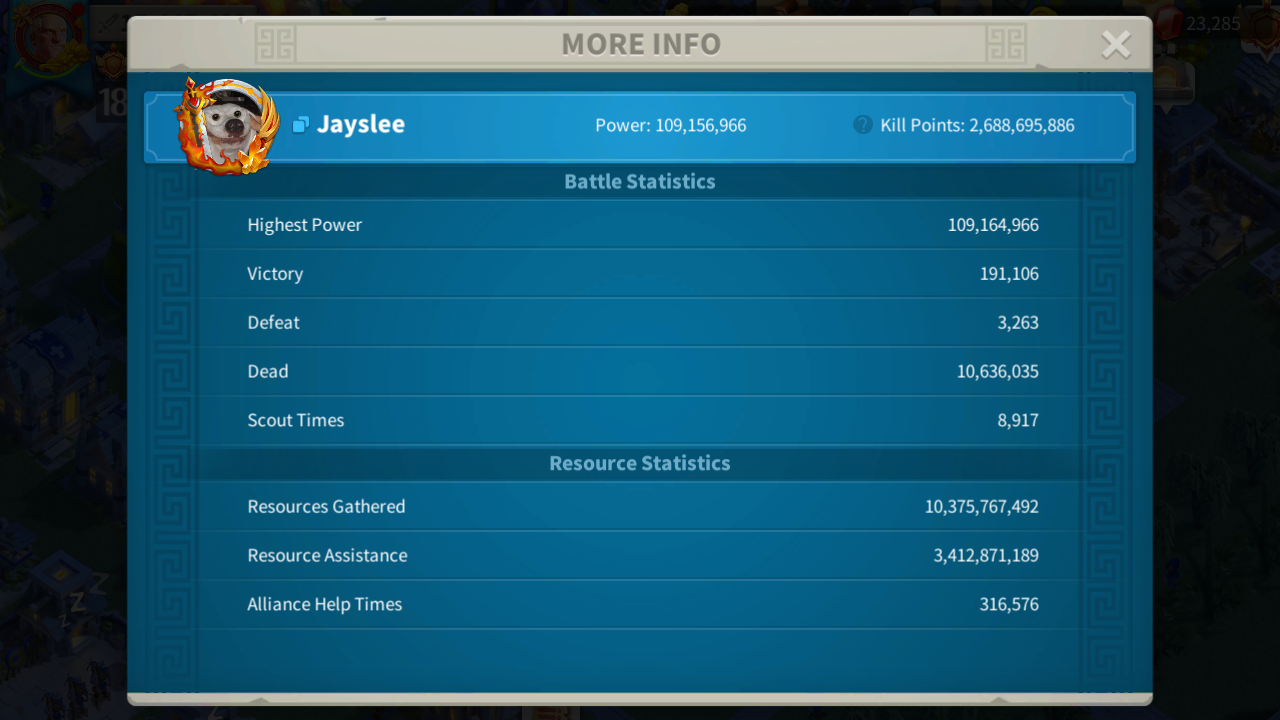 MORE INFO
23,285
18
Jayslee
Power: 109,156,966
? Kill Points: 2,688,695,886
Battle Statistics
Highest Power 109,164,966
Victory 191,106
Defeat 3,263
Dead 10,636,035
Scout Times 8,917
Resource Statistics
Resources Gathered 10,375,767,492
Resource Assistance 3,412,871,189
Alliance Help Times 316,576
z
z
z